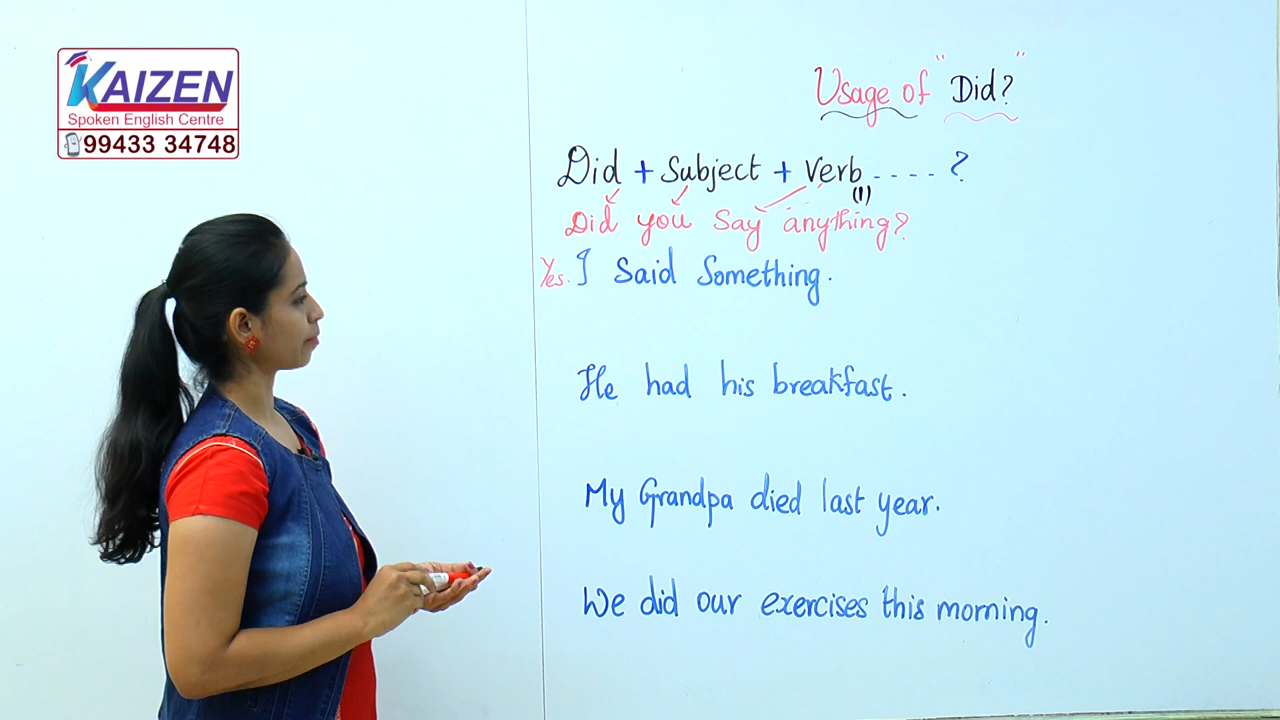 KAIZEN
Spoken English Centre
99433 34748
Usage of "Did?"
Did + Subject + Verb ---- ?
(1)
Did you Say anything?
Yes. I Said Something.
He had his breakfast.
My Grandpa died last year.
We did our exercises this morning.